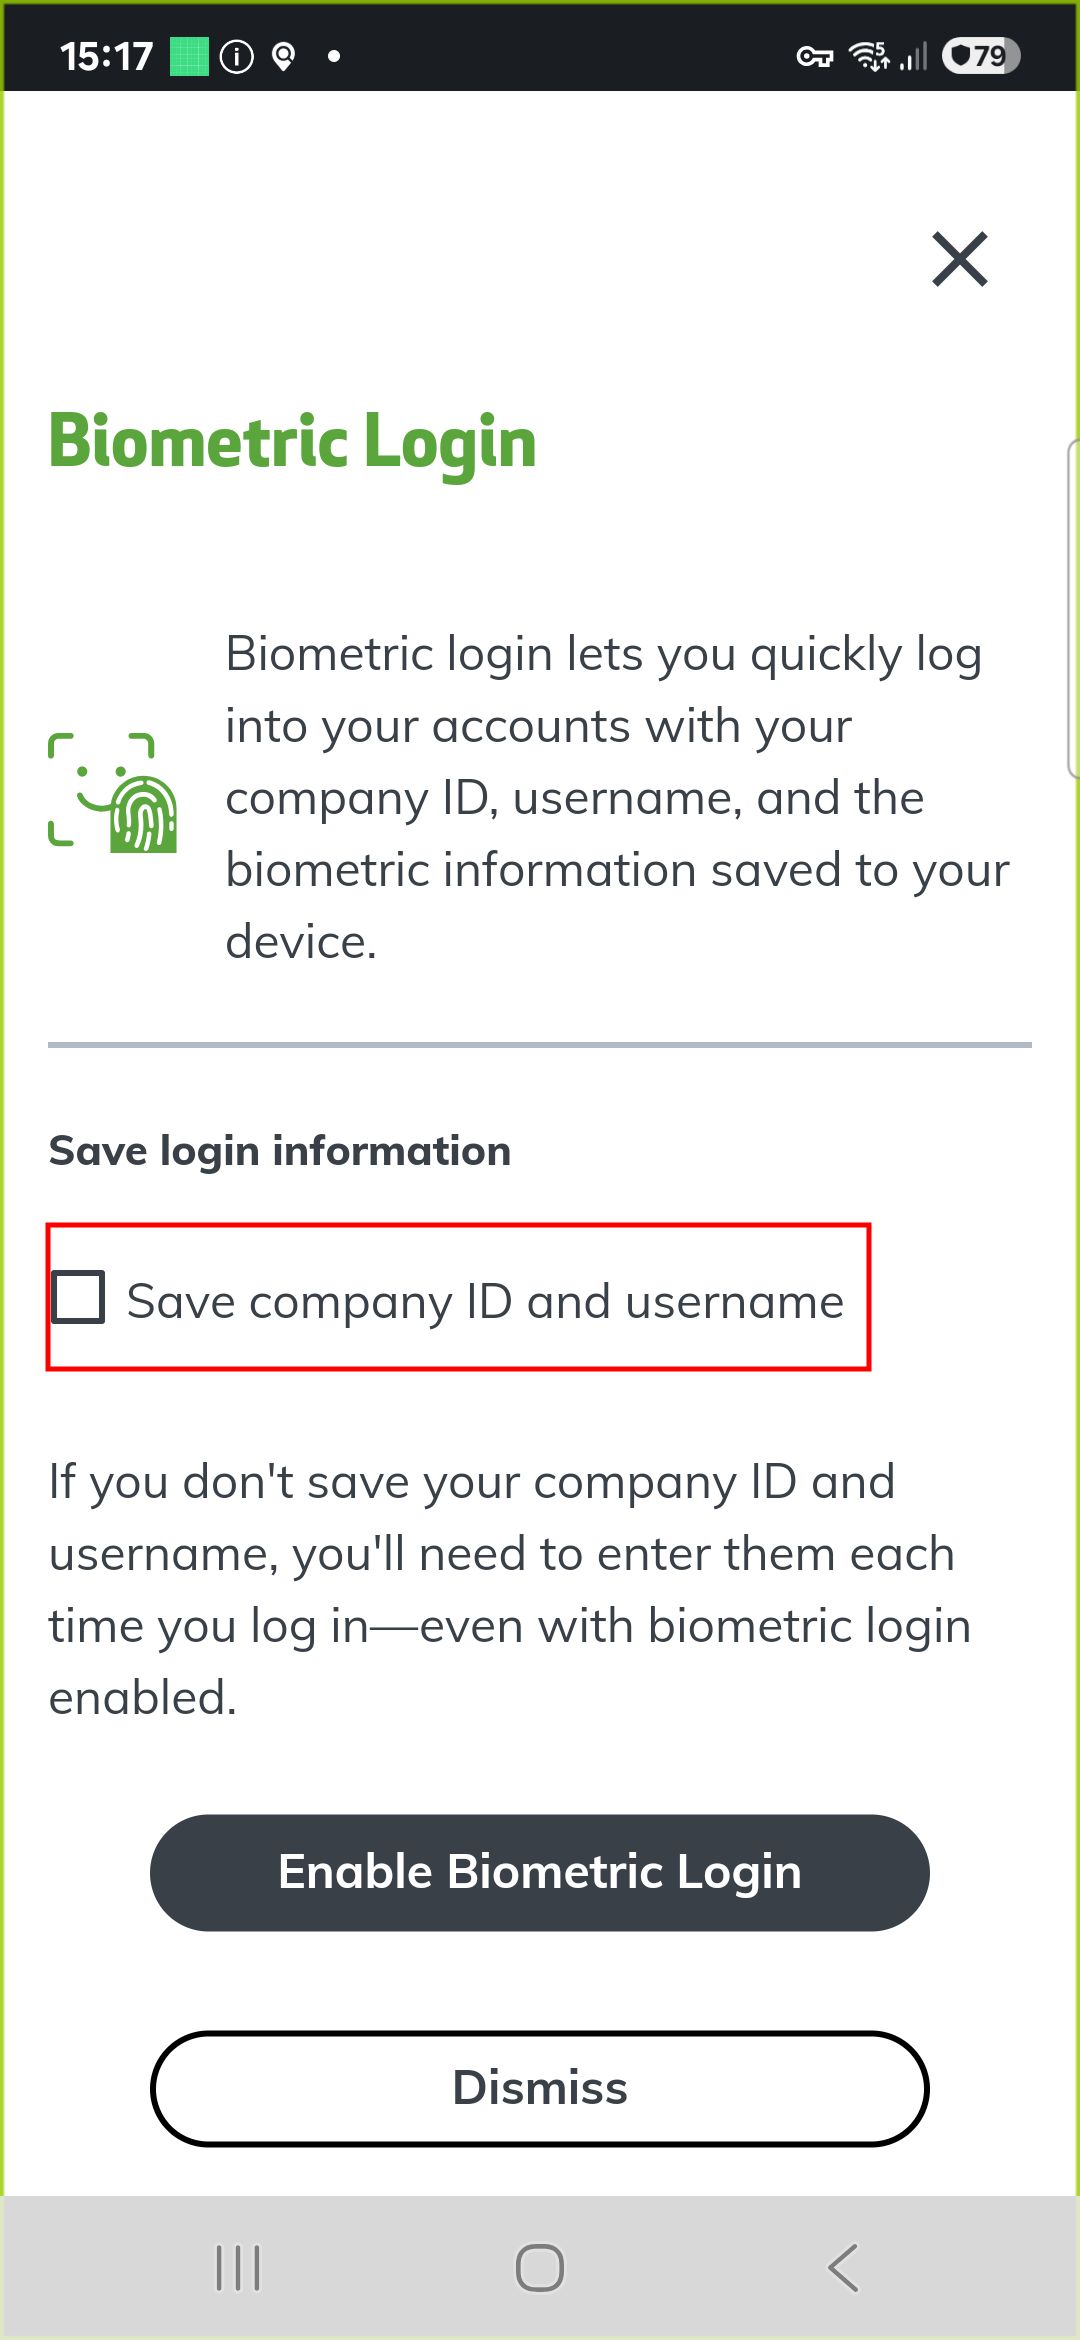 15:17
5
79
Biometric Login
Biometric login lets you quickly log
into your accounts with your
company ID, username, and the
biometric information saved to your
device.
Save login information
Save company ID and username
If you don't save your company ID and
username, you'll need to enter them each
time you log in—even with biometric login
enabled.
Enable Biometric Login
Dismiss